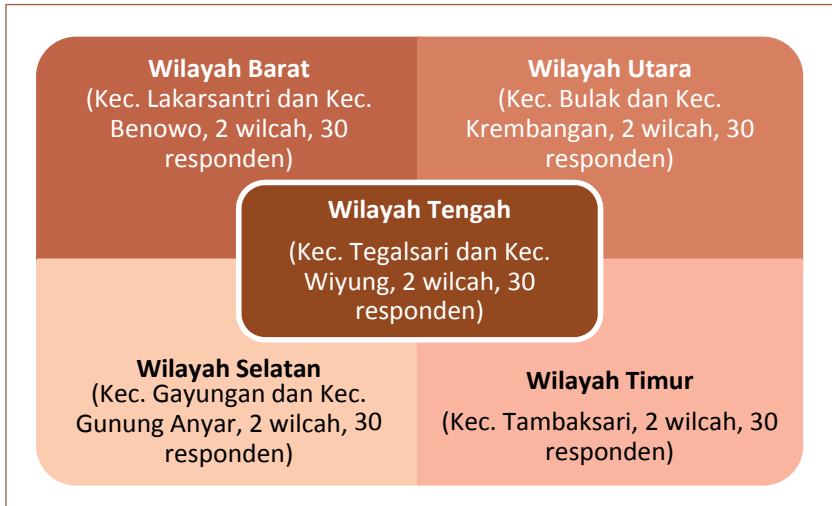 Wilayah Barat
(Kec. Lakarsantri dan Kec.
Benowo, 2 wilcah, 30
responden)
Wilayah Utara
(Kec. Bulak dan Kec.
Krembangan, 2 wilcah, 30
responden)
Wilayah Tengah
(Kec. Tegalsari dan Kec.
Wiyung, 2 wilcah, 30
responden)
Wilayah Selatan
(Kec. Gayungan dan Kec.
Gunung Anyar, 2 wilcah, 30
responden)
Wilayah Timur
(Kec. Tambaksari, 2 wilcah, 30
responden)